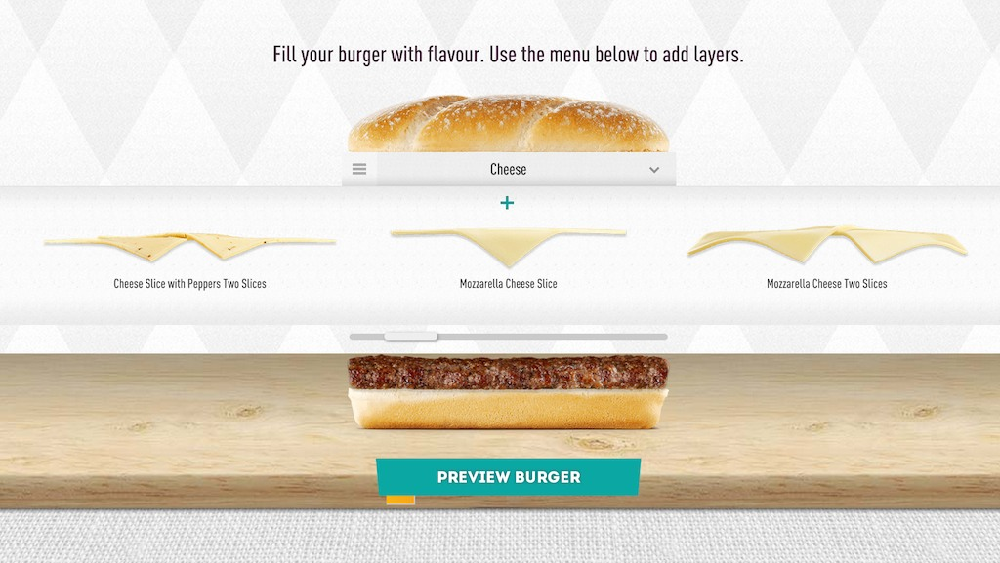 Fill your burger with flavour. Use the menu below to add layers.
Cheese
Cheese Slice with Peppers Two Slices
Mozzarella Cheese Slice
Mozzarella Cheese Two Slices
PREVIEW BURGER